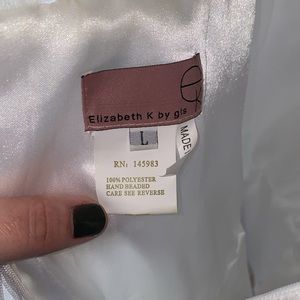 Elizabeth K by gls
L
MADE
RN: 145983
100% POLYESTER
HAND BEADED
CARE SEE REVERSE